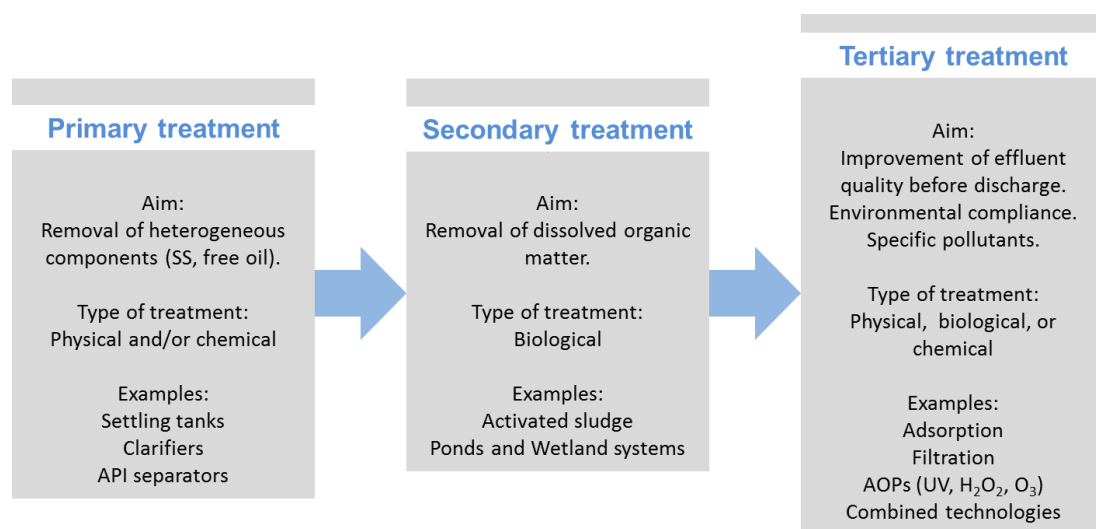 Primary treatment
Aim:
Removal of heterogeneous
components (SS, free oil).
Type of treatment:
Physical and/or chemical
Examples:
Settling tanks
Clarifiers
API separators
Secondary treatment
Aim:
Removal of dissolved organic
matter.
Type of treatment:
Biological
Examples:
Activated sludge
Ponds and Wetland systems
Tertiary treatment
Aim:
Improvement of effluent
quality before discharge.
Environmental compliance.
Specific pollutants.
Type of treatment:
Physical, biological, or
chemical
Examples:
Adsorption
Filtration
AOPs (UV, H₂O₂, O₃)
Combined technologies